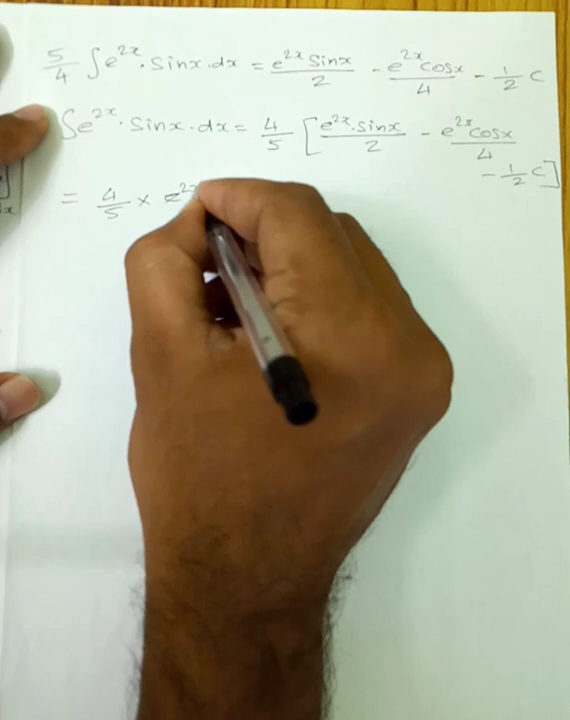 5/4 ∫e^2x · sinx · dx = e^2x sinx/2 - e^2x cosx/4 - 1/2 C
∫e^2x · sinx · dx = 4/5 [e^2x · sinx/2 - e^2x cosx/4
- 1/2 C]
= 4/5 × e^2